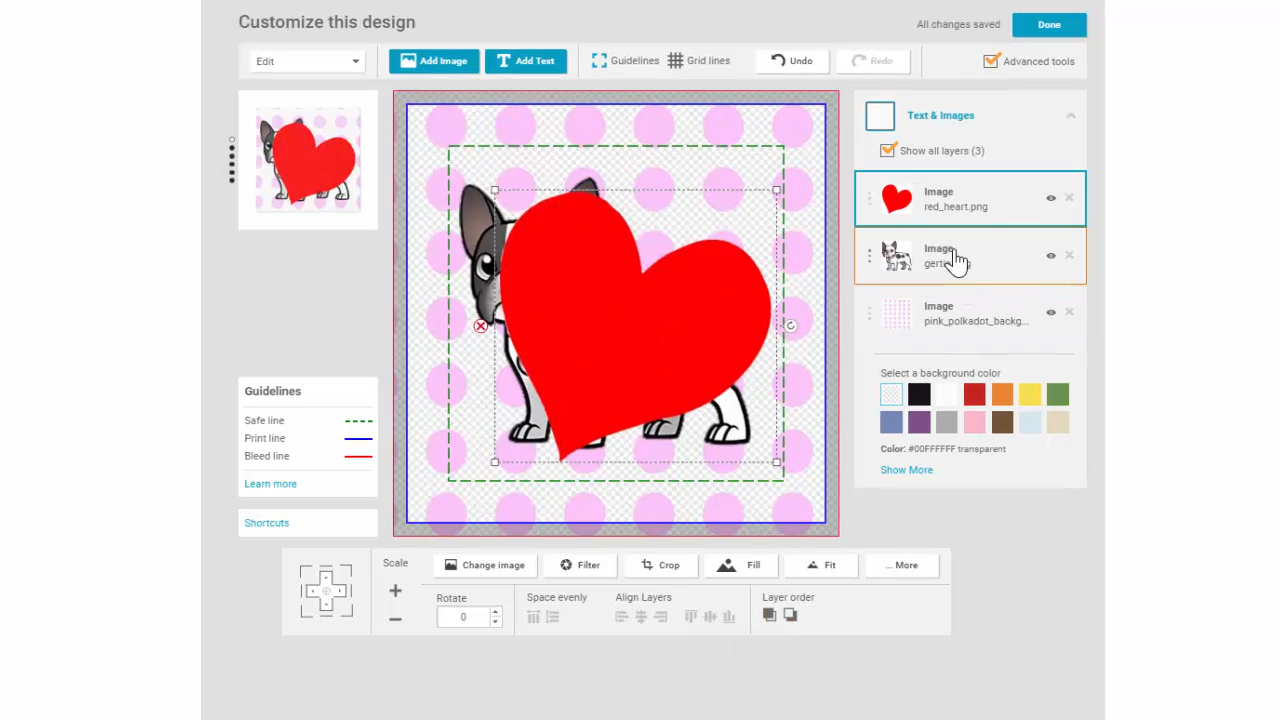 Customize this design
All changes saved
Done
Edit
Add Image
Add Text
Guidelines
Grid lines
Undo
Redo
Advanced tools
Text & Images
Show all layers (3)
Image
red_heart.png
Image
Image
pink_polkadot_backg...
Select a background color
Color: #00FFFFFF transparent
Show More
Guidelines
Safe line
Print line
Bleed line
Learn more
Shortcuts
Scale
Change image
Filter
Crop
Fill
Fit
... More
Rotate
0
Space evenly
Align Layers
Layer order